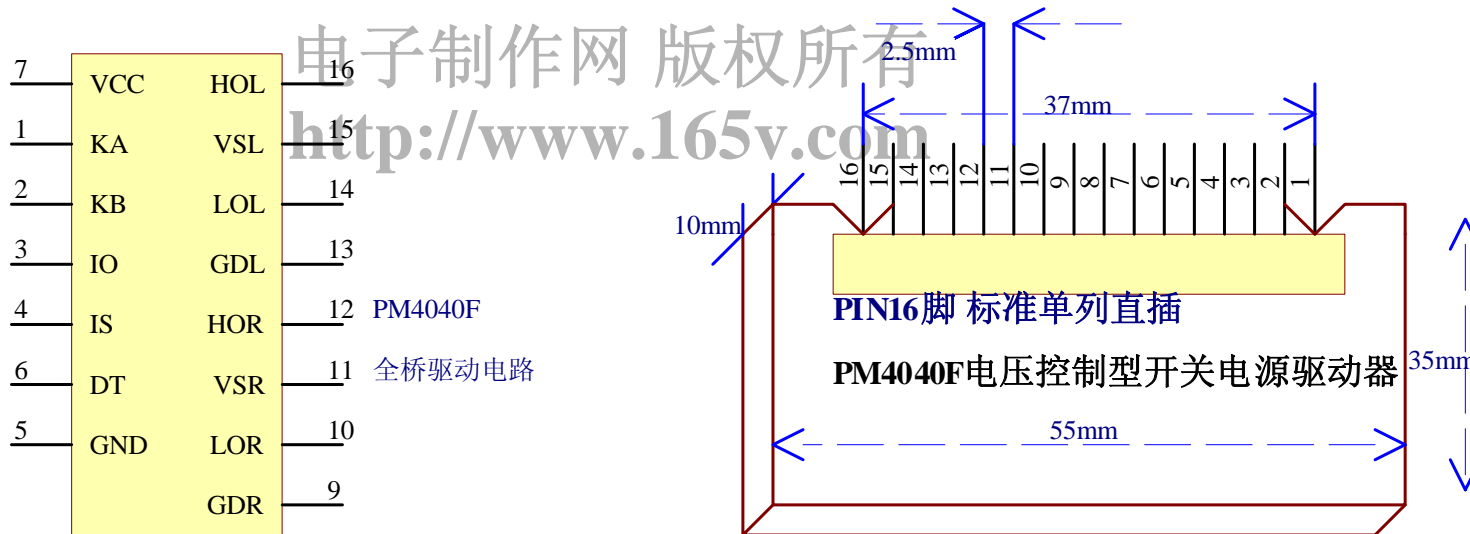 电子制作网 版权所有
http://www.165v.com
7 VCC HOL 16
1 KA VSL 15
2 KB LOL 14
3 IO GDL 13
4 IS HOR 12 PM4040F
6 DT VSR 11 全桥驱动电路
5 GND LOR 10
GDR 9
2.5mm
37mm
16 15 14 13 12 11 10 9 8 7 6 5 4 3 2 1
10mm
PIN16脚 标准单列直插
PM4040F电压控制型开关电源驱动器
35mm
55mm